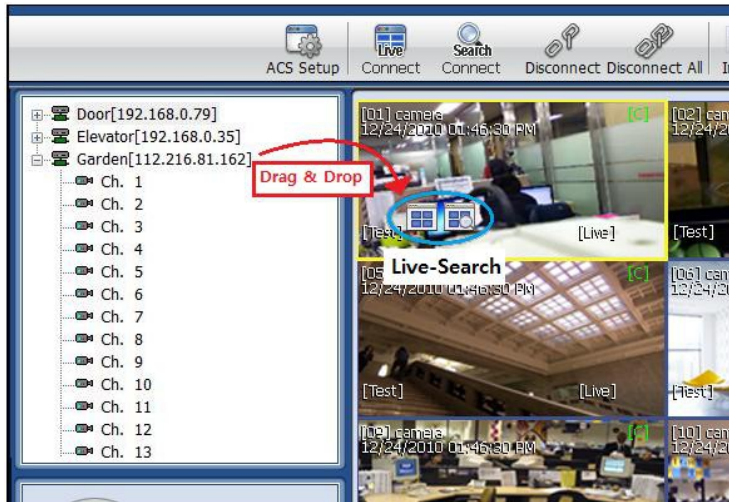 ACS Setup
Live
Connect
Search
Connect
Disconnect
Disconnect All
Door[192.168.0.79]
Elevator[192.168.0.35]
Garden[112.216.81.162]
Ch. 1
Ch. 2
Ch. 3
Ch. 4
Ch. 5
Ch. 6
Ch. 7
Ch. 8
Ch. 9
Ch. 10
Ch. 11
Ch. 12
Ch. 13
Drag & Drop
[01] camera [C]
12/24/2010 01:46:30 PM
[Test] [Live]
Live-Search
[02] cam
12/24/20
[05 [C]
12/24/2010 01:46:30 PM
[Test] [Live]
[06] cam
12/24/20
[Test]
[09] camera [C]
12/24/2010 01:46:30 PM
[10] cam
12/24/20